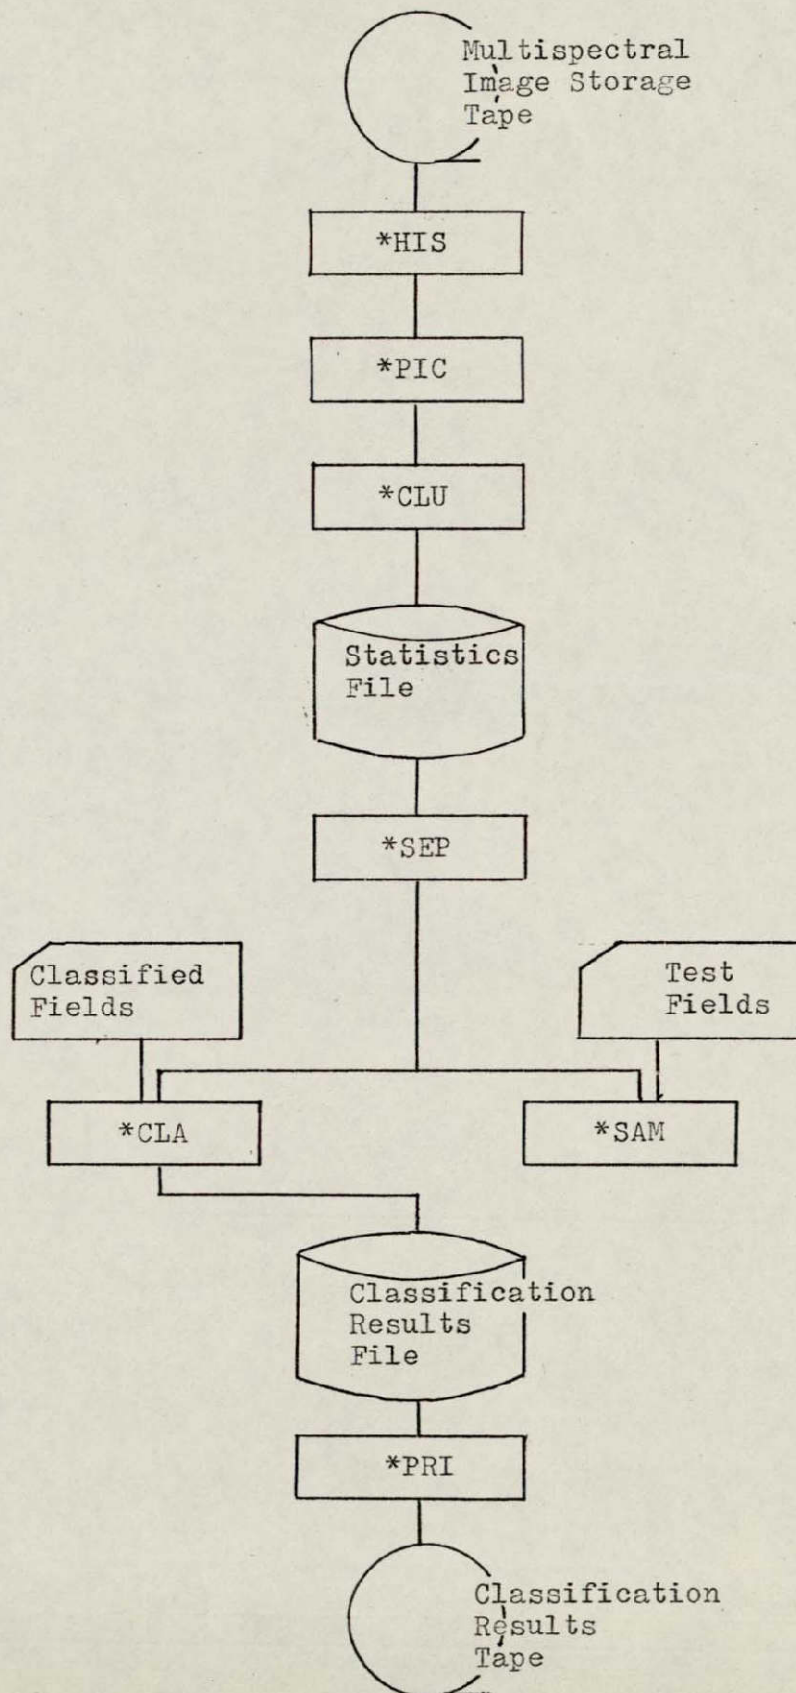 Multispectral
Image Storage
Tape
*HIS
*PIC
*CLU
Statistics
File
*SEP
Classified
Fields
Test
Fields
*CLA
*SAM
Classification
Results
File
*PRI
Classification
Results
Tape